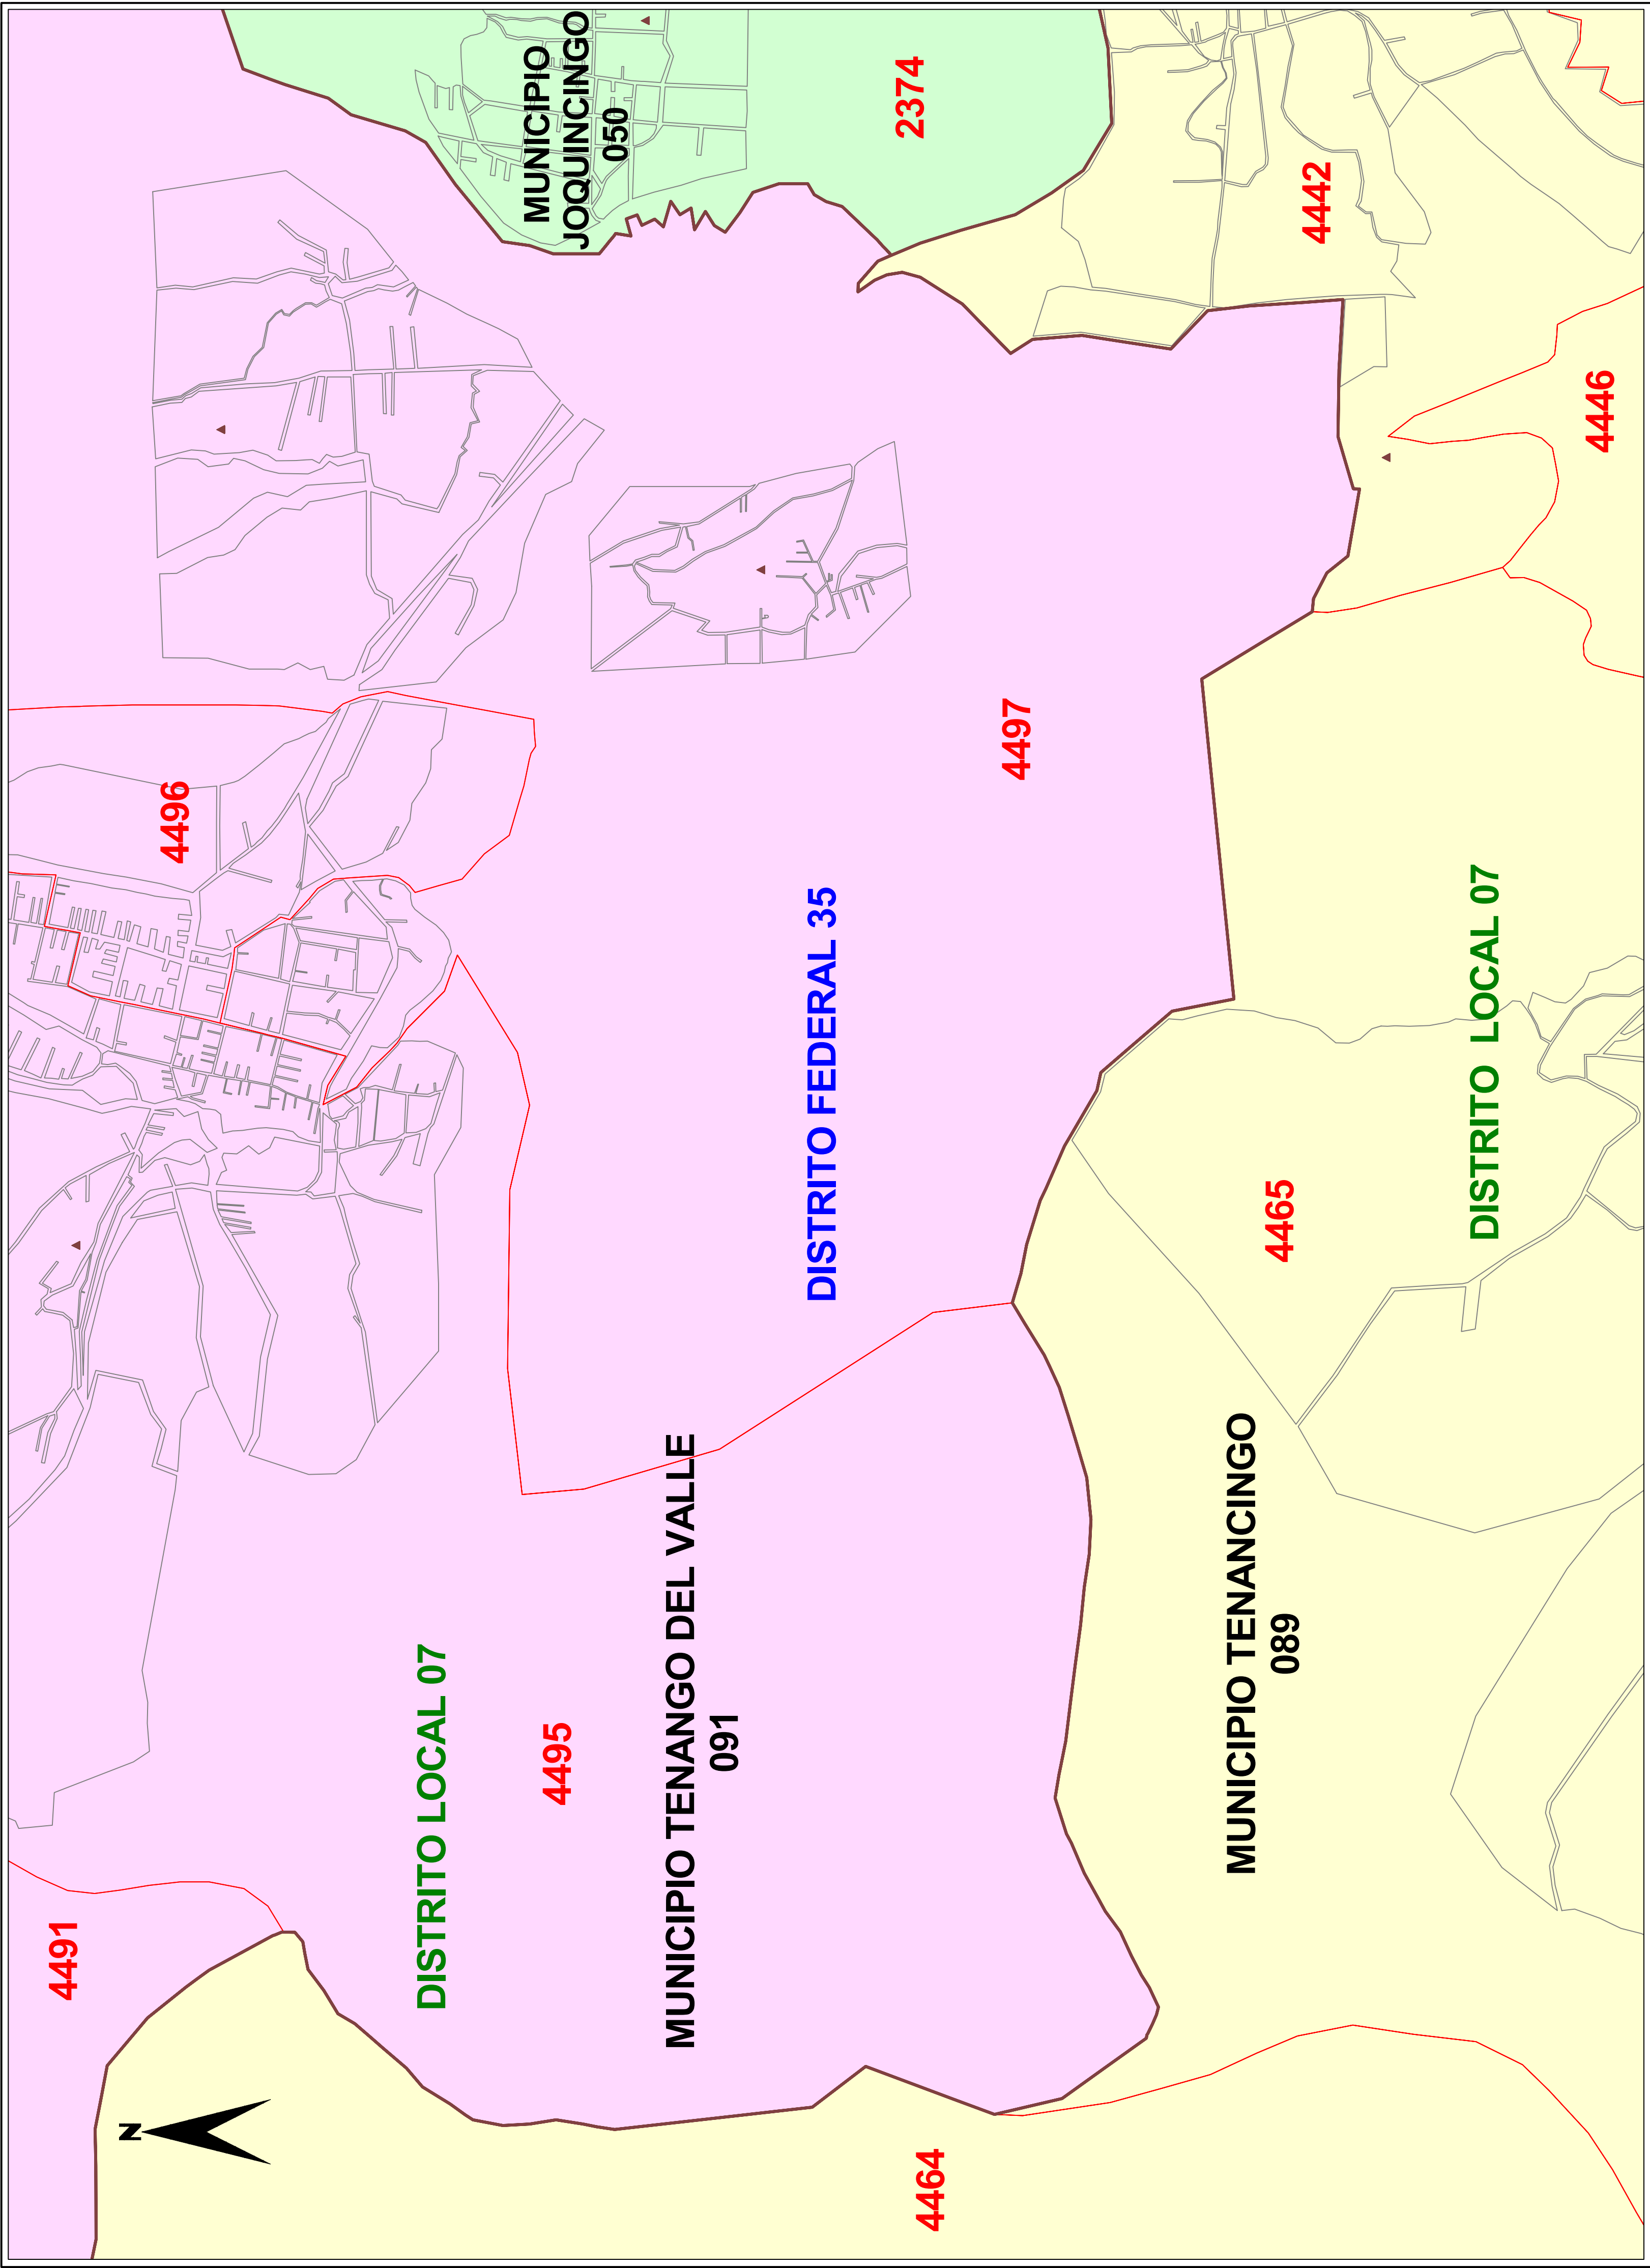 N
4491
4496
DISTRITO LOCAL 07
4495
MUNICIPIO TENANGO DEL VALLE
091
DISTRITO FEDERAL 35
4497
MUNICIPIO
JOQUINCINGO
050
2374
4442
4446
4464
MUNICIPIO TENANCINGO
089
4465
DISTRITO LOCAL 07